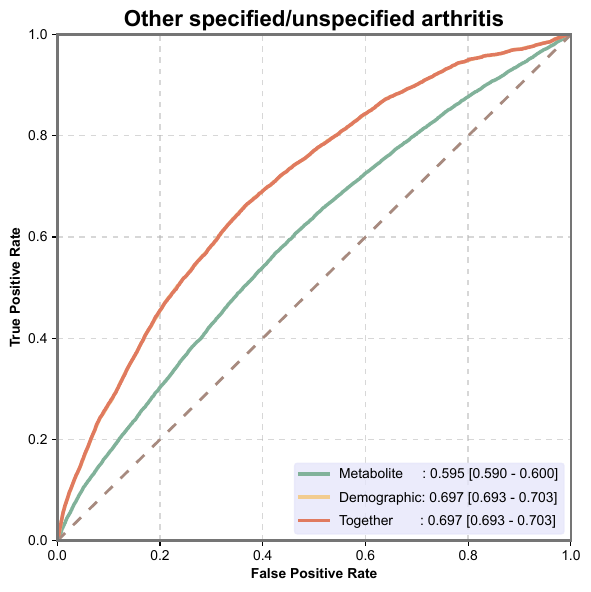 Other specified/unspecified arthritis
True Positive Rate
1.0
0.8
0.6
0.4
0.2
0.0
Metabolite : 0.595 [0.590 - 0.600]
Demographic: 0.697 [0.693 - 0.703]
Together : 0.697 [0.693 - 0.703]
0.0 0.2 0.4 0.6 0.8 1.0
False Positive Rate